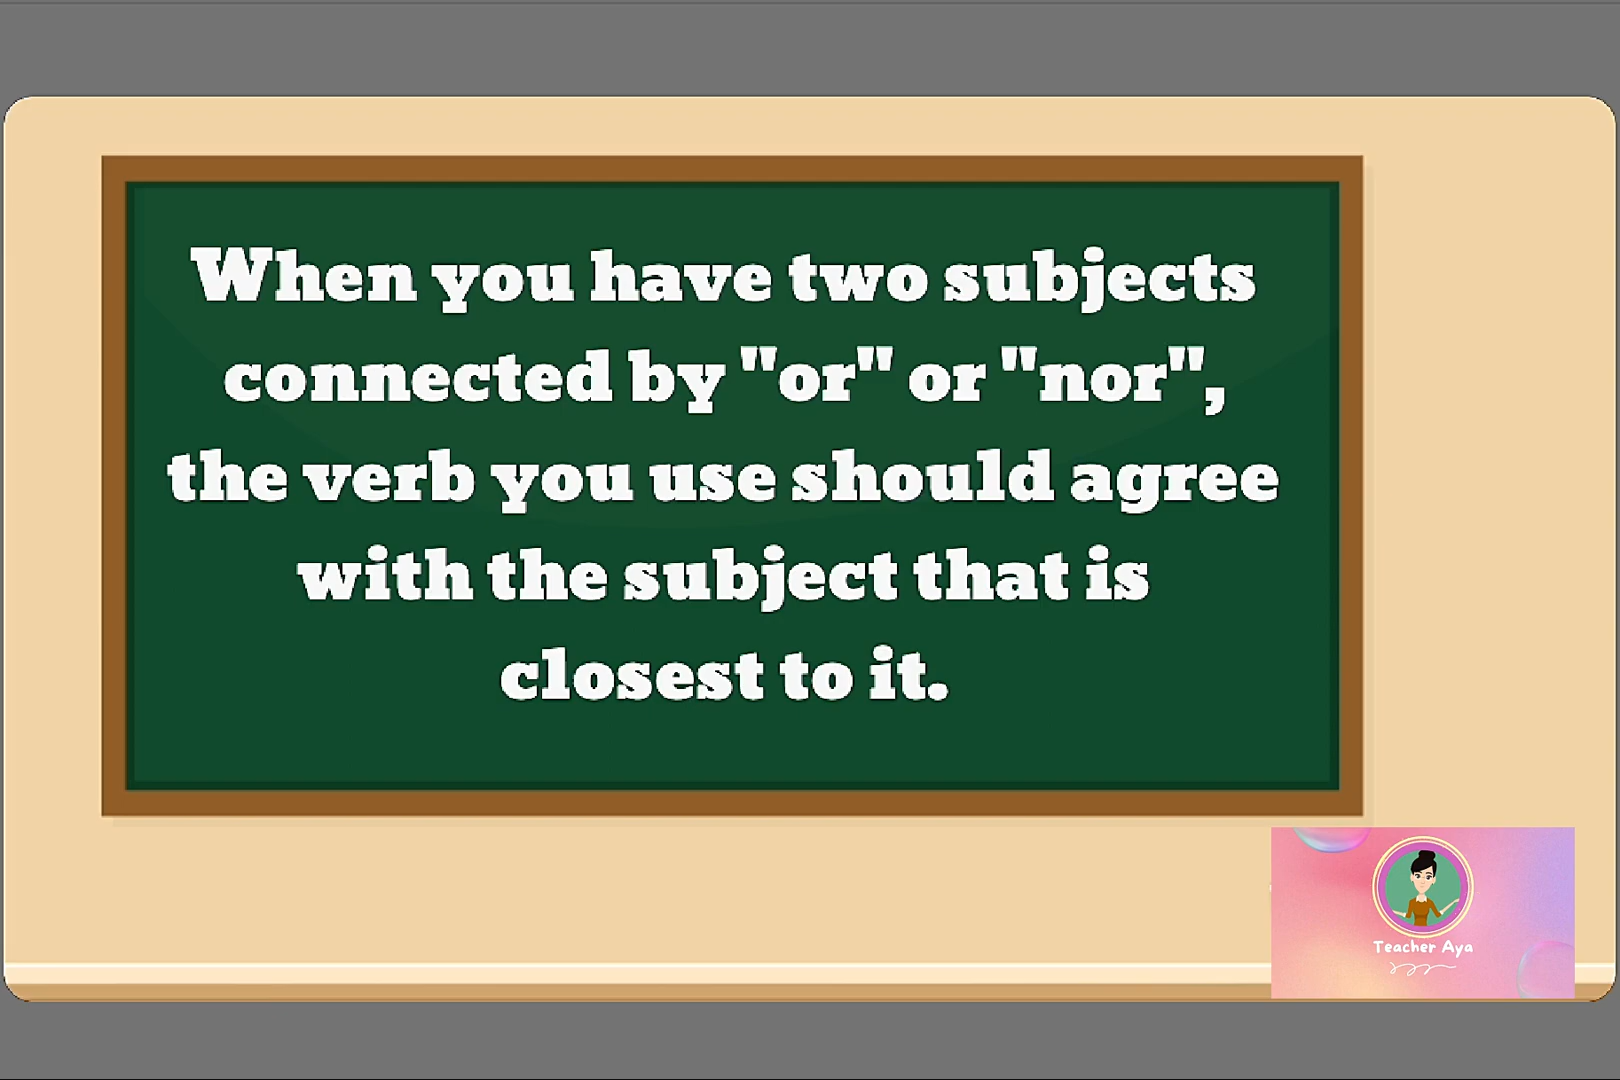 When you have two subjects
connected by "or" or "nor",
the verb you use should agree
with the subject that is
closest to it.
Teacher Aya